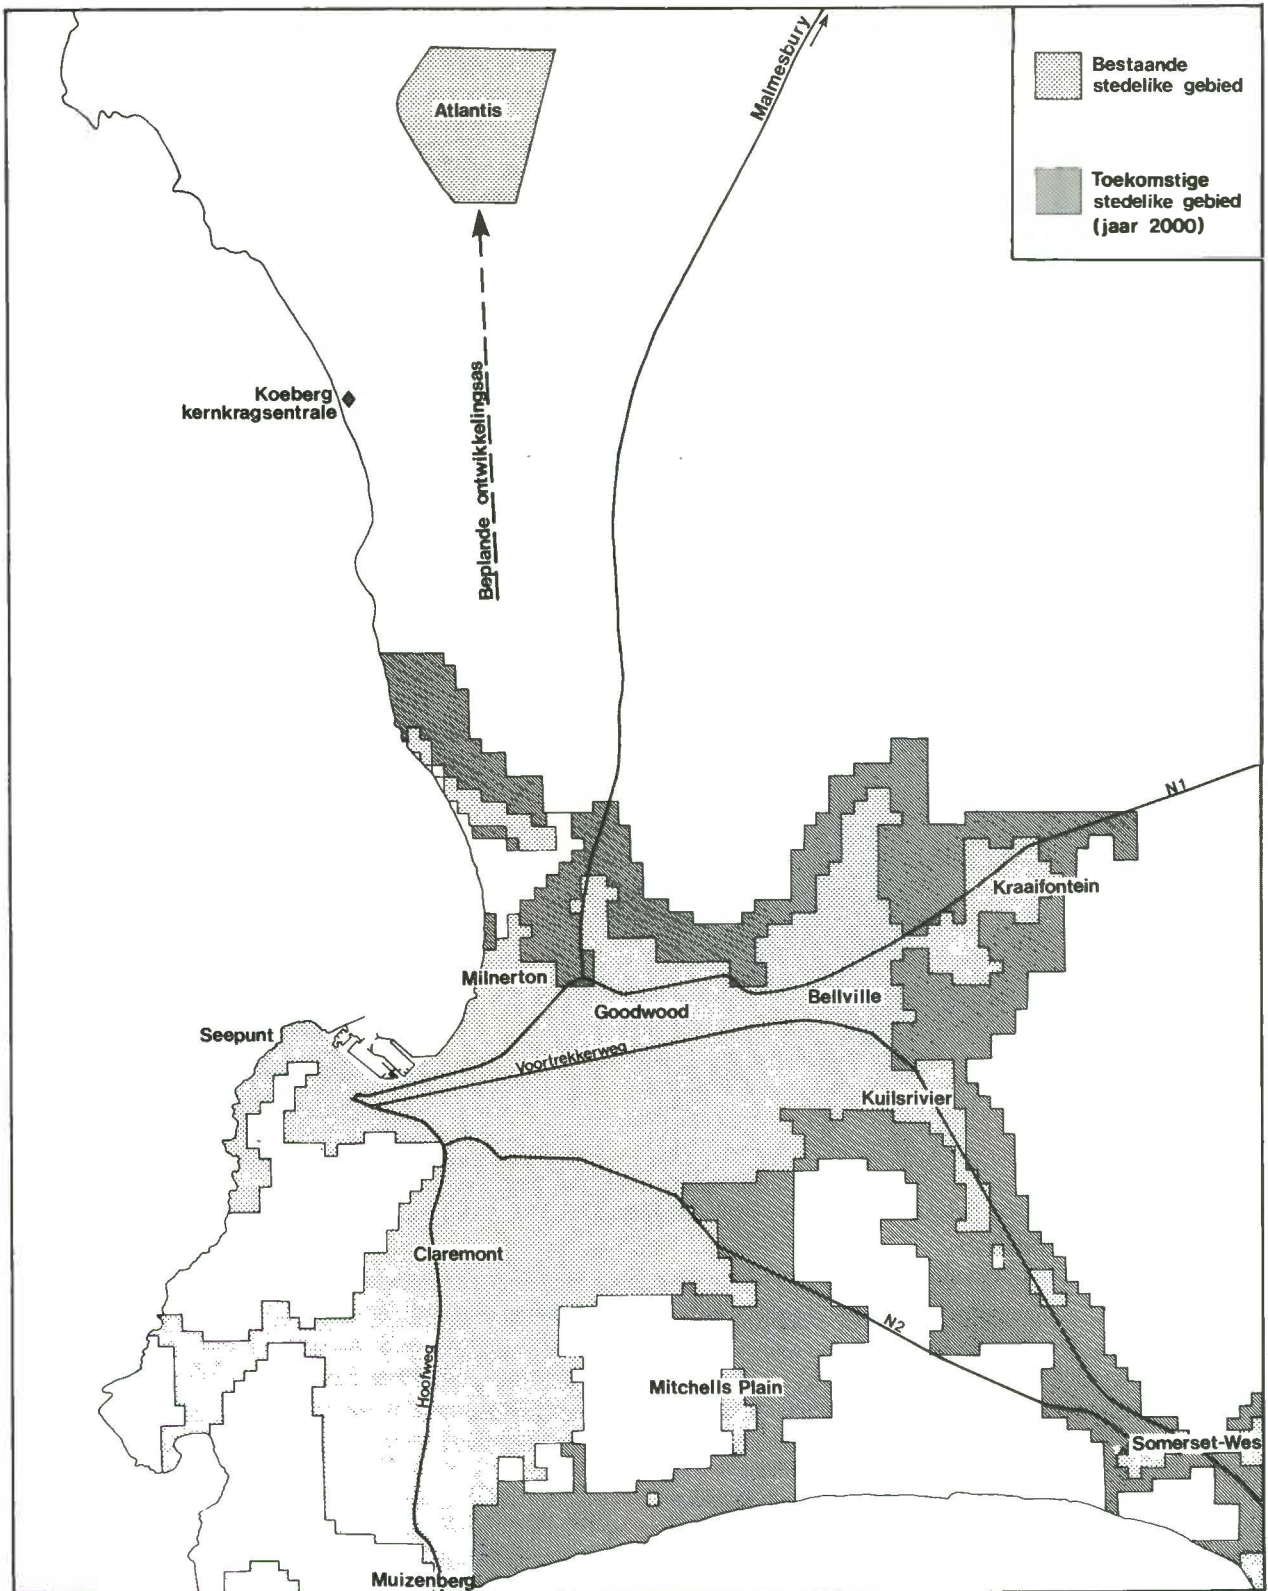 Malmesbury
Bestaande
stedelike gebied
Atlantis
Toekomstige
stedelike gebied
(jaar 2000)
Koeberg
kernkragsentrale
Beplande ontwikkelingsas
N1
Kraaifontein
Milnerton
Bellville
Goodwood
Seepunt
Voortrekkerweg
Kuilsrivier
Claremont
N2
Hoofweg
Mitchells Plain
Somerset-Wes
Muizenberg